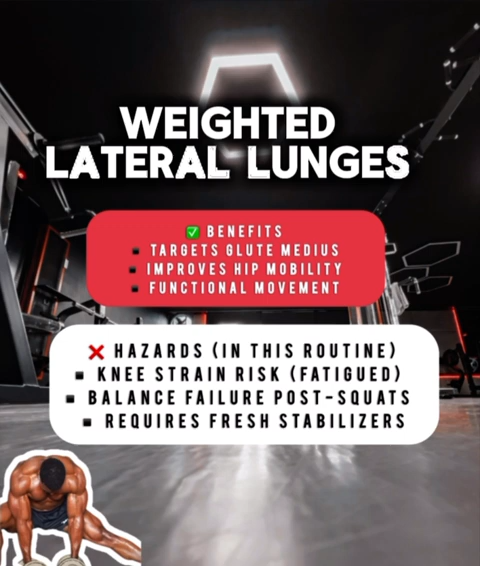 WEIGHTED
LATERAL LUNGES
✅ BENEFITS
▪ TARGETS GLUTE MEDIUS
▪ IMPROVES HIP MOBILITY
▪ FUNCTIONAL MOVEMENT
❌ HAZARDS (IN THIS ROUTINE)
▪ KNEE STRAIN RISK (FATIGUED)
▪ BALANCE FAILURE POST-SQUATS
▪ REQUIRES FRESH STABILIZERS